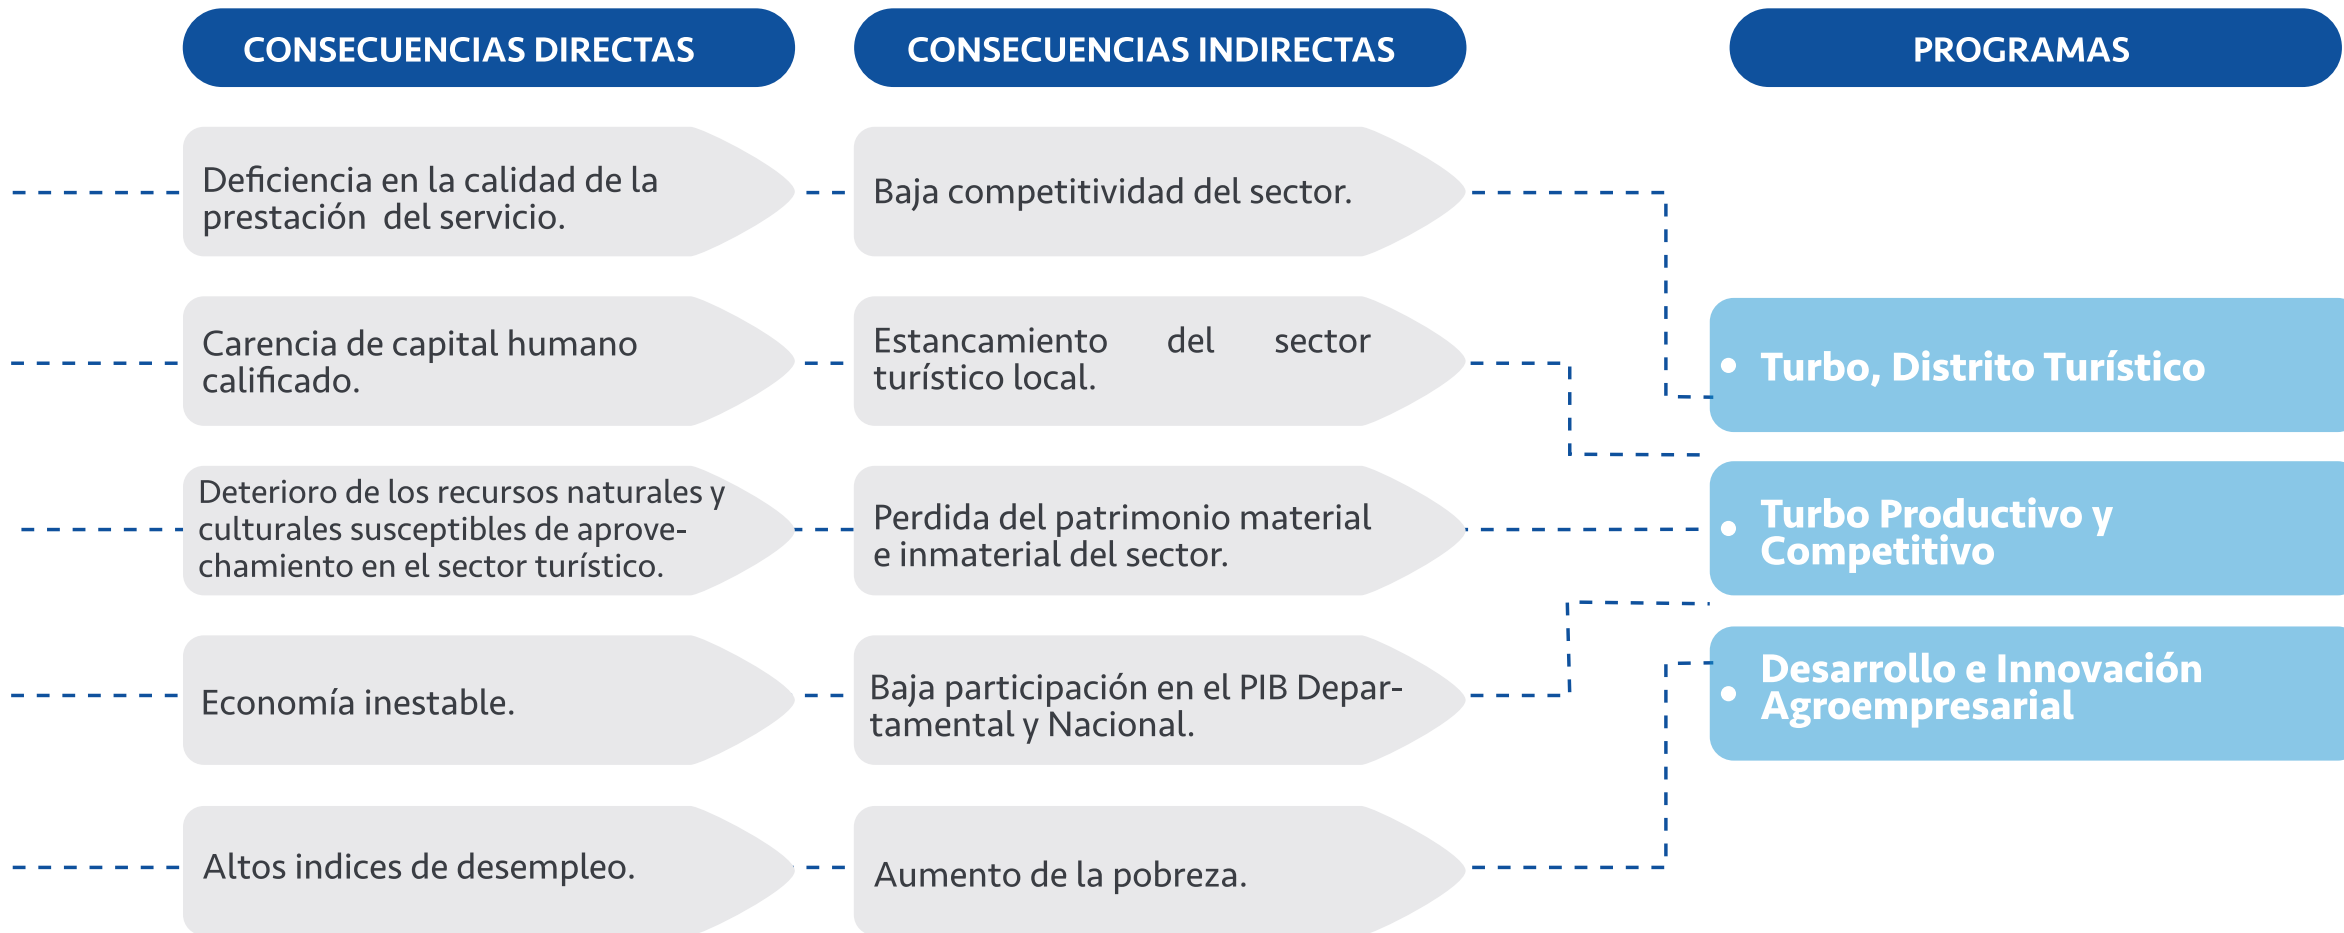 CONSECUENCIAS DIRECTAS
CONSECUENCIAS INDIRECTAS
PROGRAMAS
Deficiencia en la calidad de la
prestación del servicio.
Baja competitividad del sector.
Carencia de capital humano
calificado.
Estancamiento del sector
turístico local.
• Turbo, Distrito Turístico
Deterioro de los recursos naturales y
culturales susceptibles de aprove-
chamiento en el sector turístico.
Perdida del patrimonio material
e inmaterial del sector.
• Turbo Productivo y
Competitivo
Economía inestable.
Baja participación en el PIB Depar-
tamental y Nacional.
• Desarrollo e Innovación
Agroempresarial
Altos indices de desempleo.
Aumento de la pobreza.